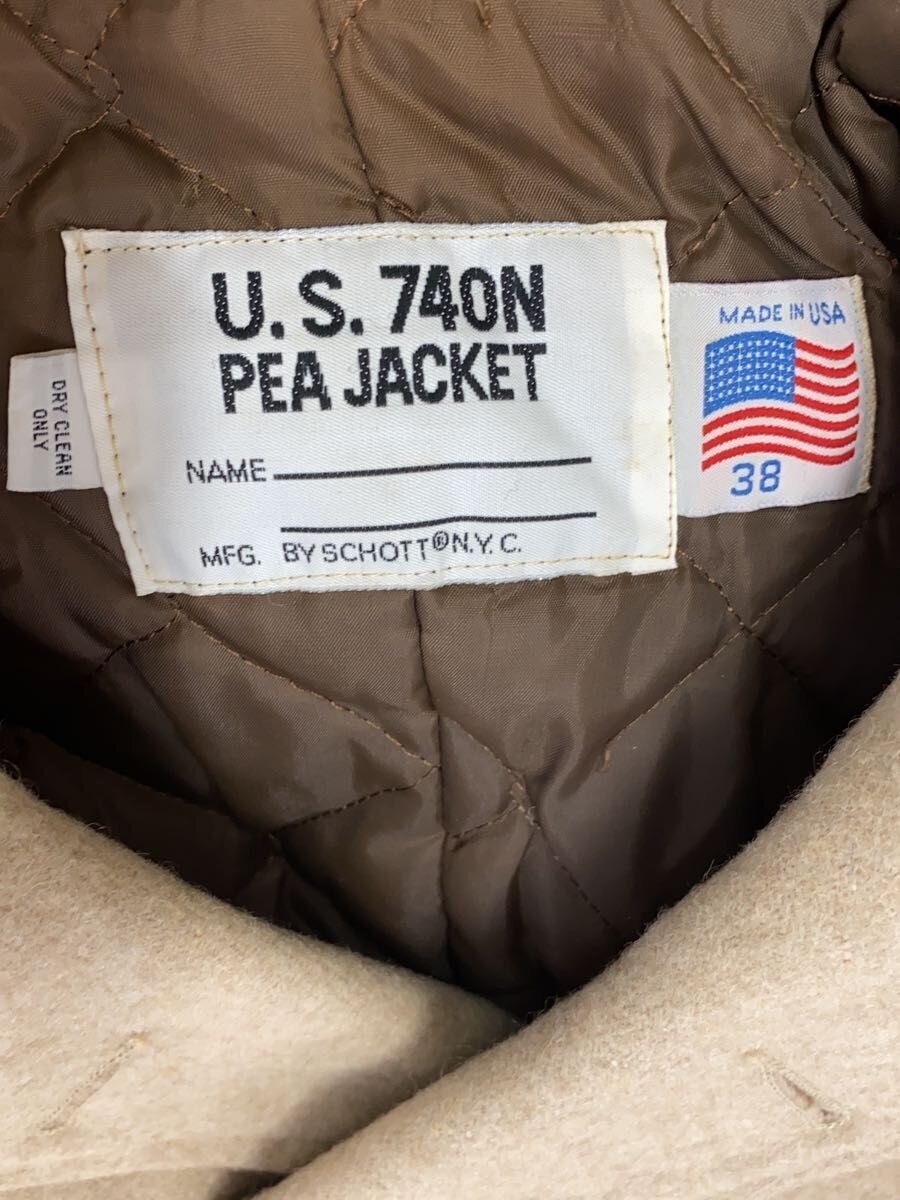 U.S. 740N
PEA JACKET
NAME
MFG. BY SCHOTT® N.Y.C.
DRY CLEAN
ONLY
MADE IN USA
38